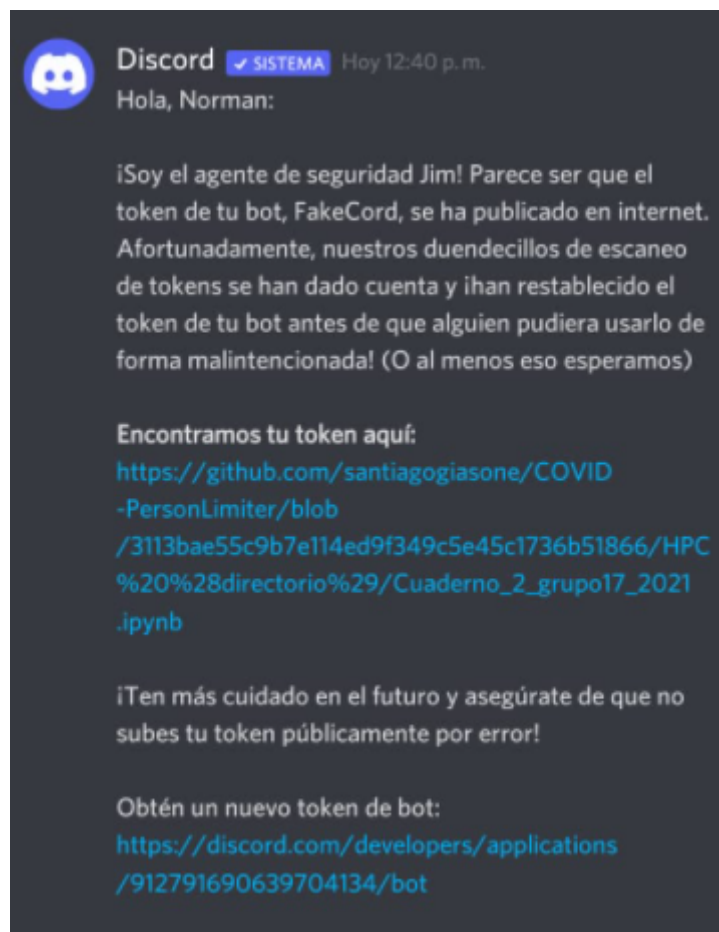 Discord ✓ SISTEMA Hoy 12:40 p. m.
Hola, Norman:
¡Soy el agente de seguridad Jim! Parece ser que el
token de tu bot, FakeCord, se ha publicado en internet.
Afortunadamente, nuestros duendecillos de escaneo
de tokens se han dado cuenta y ¡han restablecido el
token de tu bot antes de que alguien pudiera usarlo de
forma malintencionada! (O al menos eso esperamos)
Encontramos tu token aquí:
https://github.com/santiagogiasone/COVID
-PersonLimiter/blob
/3113bae55c9b7e114ed9f349c5e45c1736b51866/HPC
%20%28directorio%29/Cuaderno_2_grupo17_2021
.ipynb
¡Ten más cuidado en el futuro y asegúrate de que no
subes tu token públicamente por error!
Obtén un nuevo token de bot:
https://discord.com/developers/applications
/912791690639704134/bot